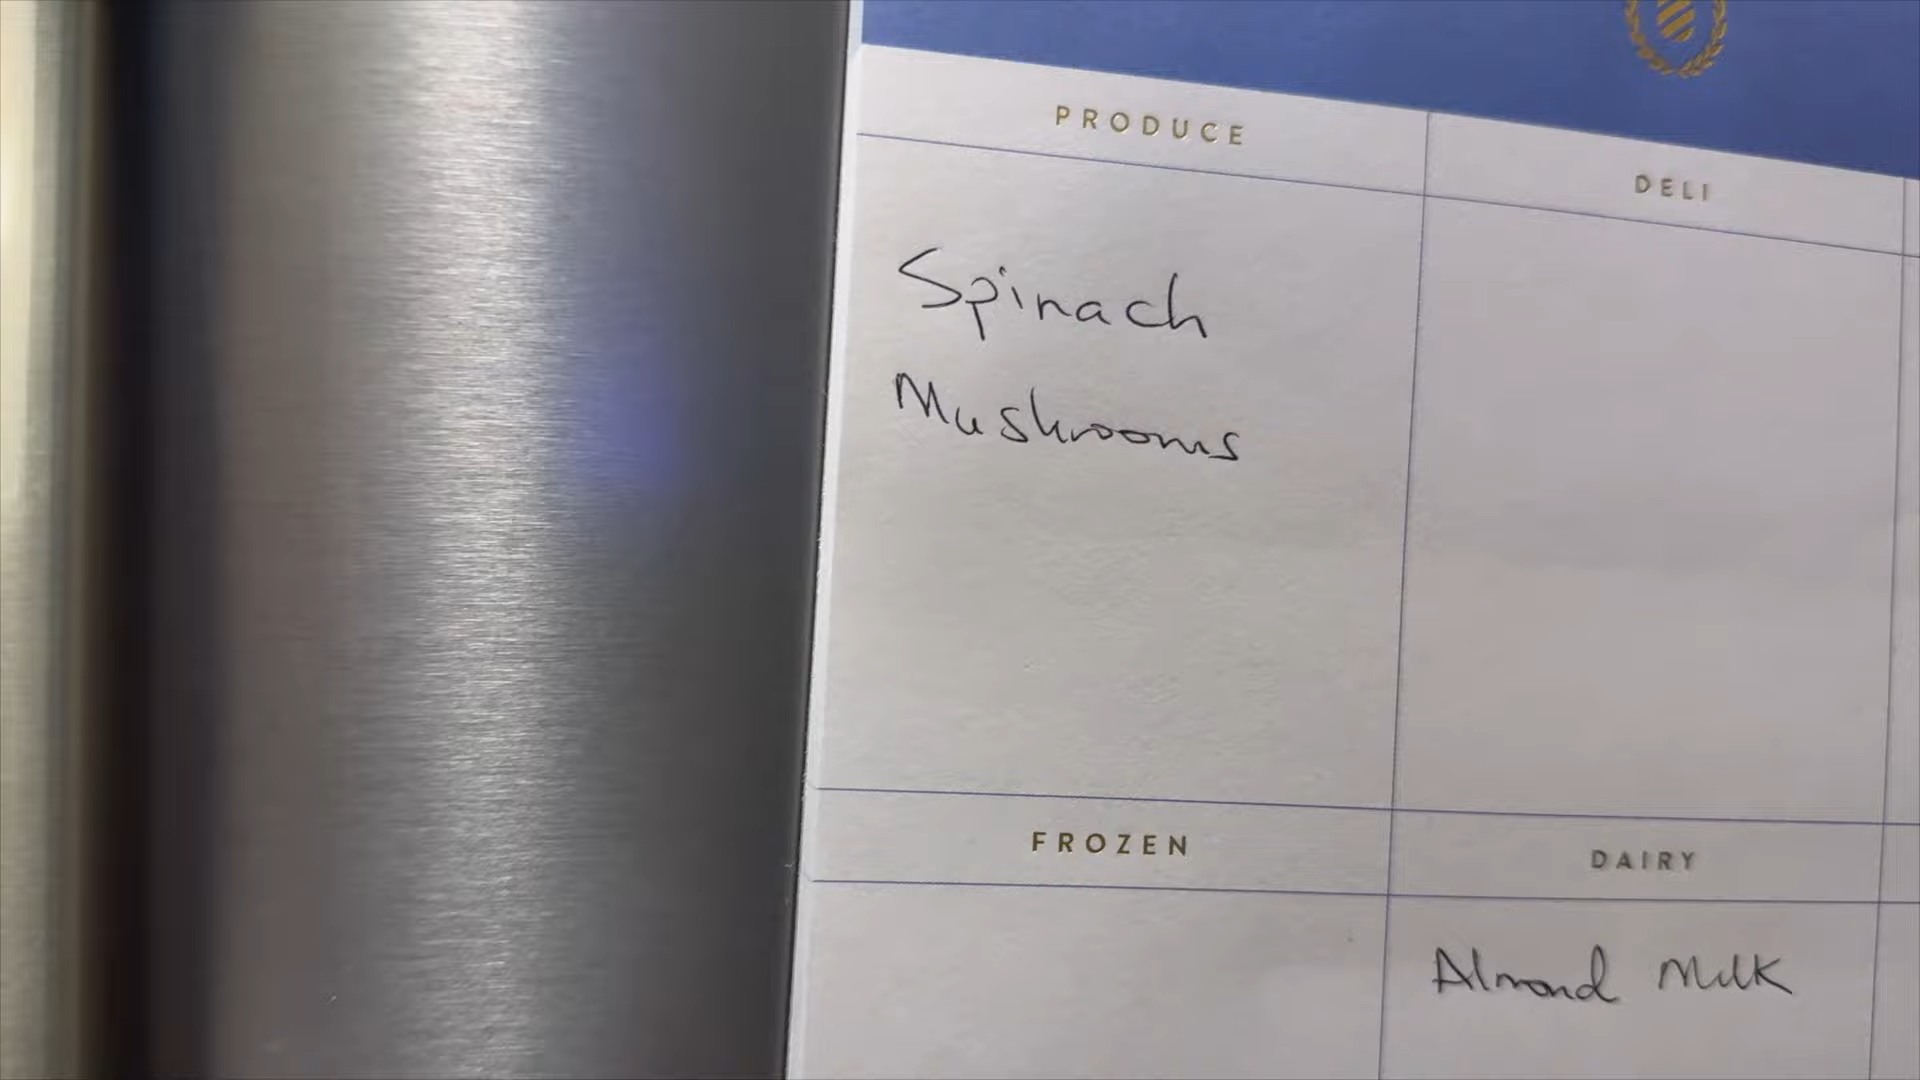 PRODUCE
DELI
Spinach
Mushrooms
FROZEN
DAIRY
Almond Milk